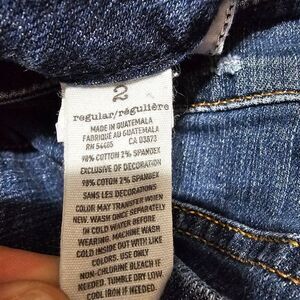 2
regular/régulière
MADE IN GUATEMALA
FABRIQUE AU GUATEMALA
RN 54485 CA 03873
98% COTTON 2% SPANDEX
EXCLUSIVE OF DECORATION
98% COTON 2% SPANDEX
SANS LES DECORATIONS
COLOR MAY TRANSFER WHEN
NEW. WASH ONCE SEPARATELY
IN COLD WATER BEFORE
WEARING. MACHINE WASH
COLD INSIDE OUT WITH LIKE
COLORS. USE ONLY
NON-CHLORINE BLEACH IF
NEEDED. TUMBLE DRY LOW.
COOL IRON IF NEEDED.